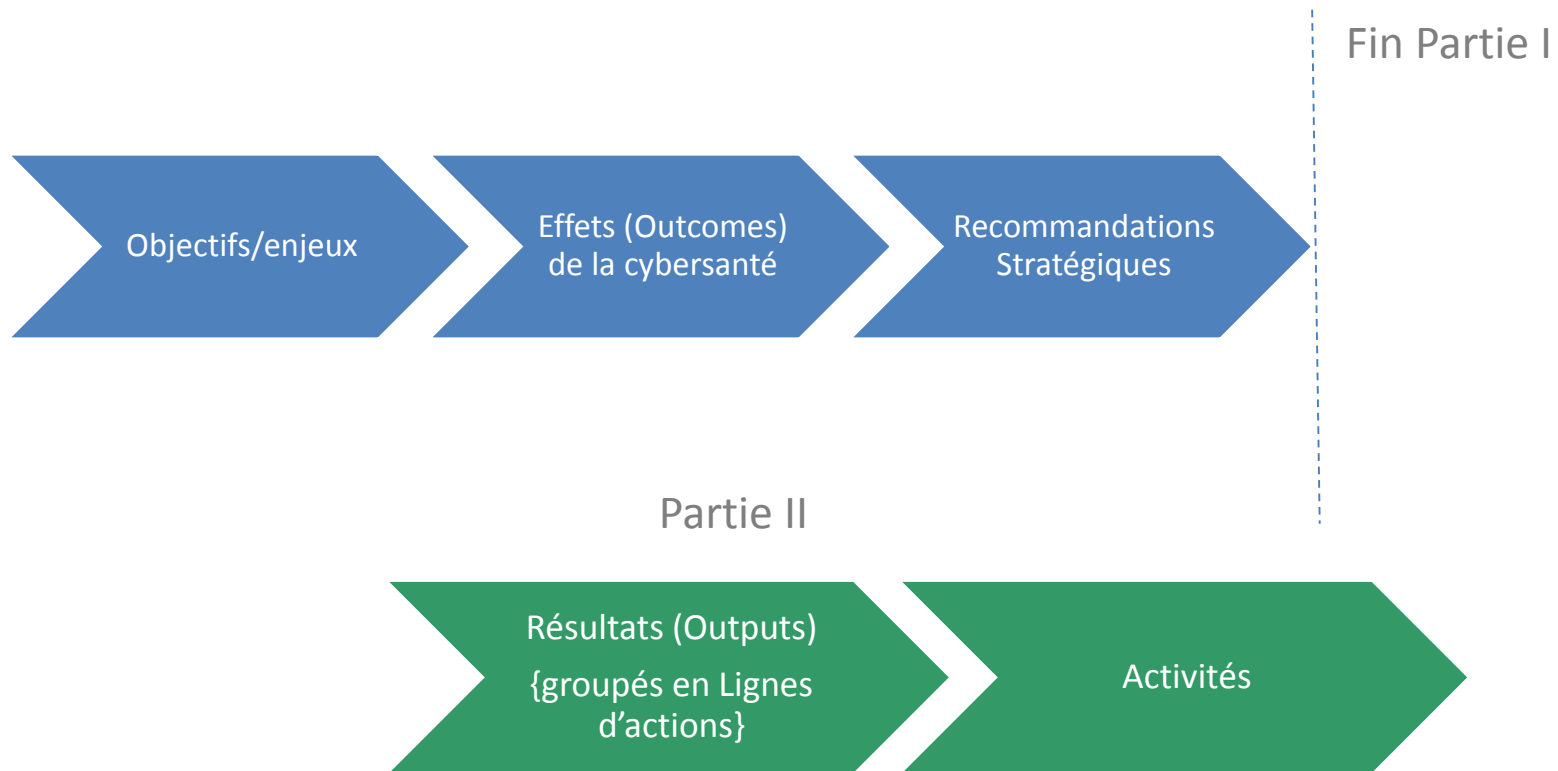 Fin Partie I
Objectifs/enjeux
Effets (Outcomes)
de la cybersanté
Recommandations
Stratégiques
Partie II
Résultats (Outputs)
{groupés en Lignes
d’actions}
Activités